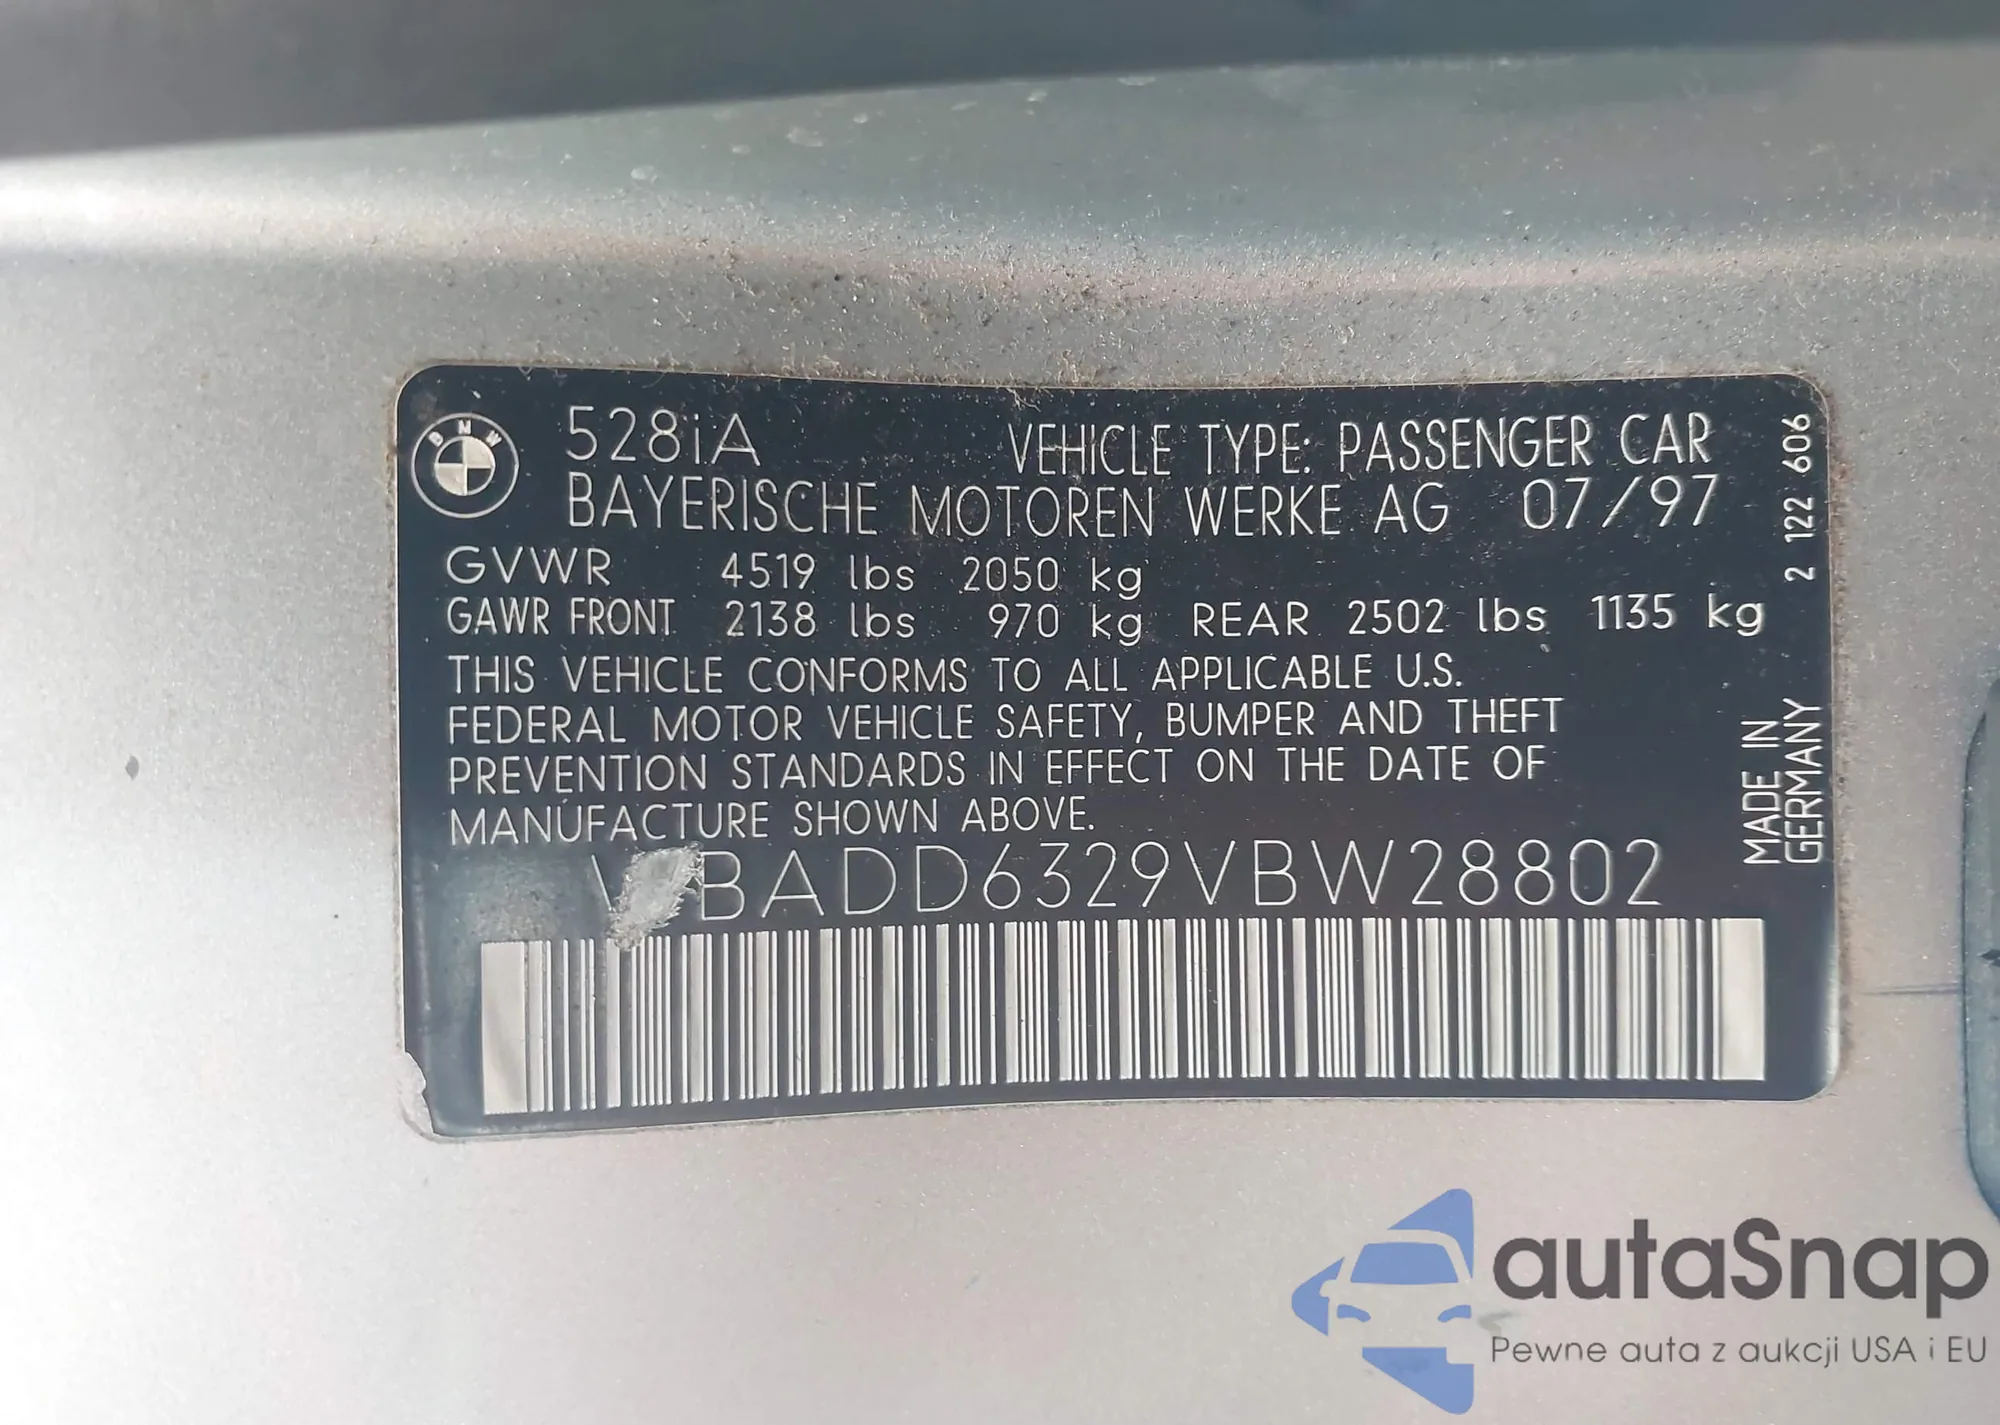 BMW
528iA
VEHICLE TYPE: PASSENGER CAR
BAYERISCHE MOTOREN WERKE AG 07/97
GVWR 4519 lbs 2050 kg
GAWR FRONT 2138 lbs 970 kg REAR 2502 lbs 1135 kg
THIS VEHICLE CONFORMS TO ALL APPLICABLE U.S.
FEDERAL MOTOR VEHICLE SAFETY, BUMPER AND THEFT
PREVENTION STANDARDS IN EFFECT ON THE DATE OF
MANUFACTURE SHOWN ABOVE.
WBADD6329VBW28802
2 122 606
MADE IN
GERMANY
autaSnap
Pewne auta z aukcji USA i EU